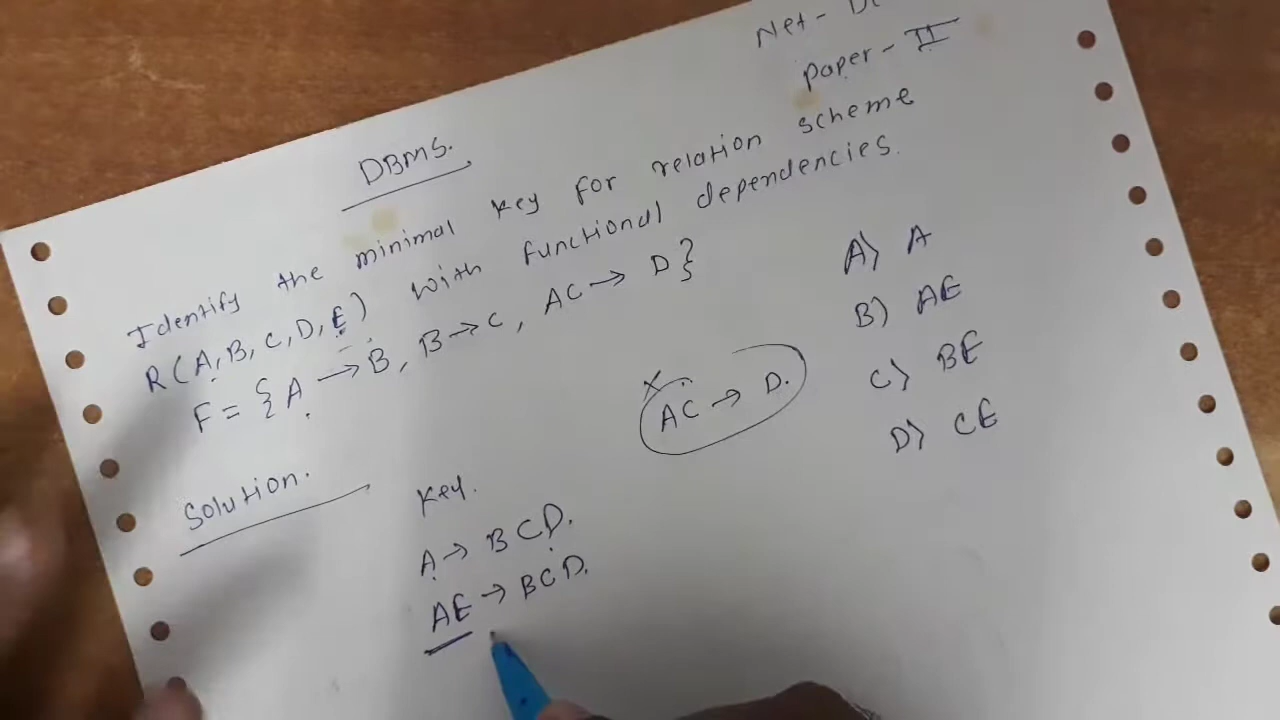 Net-
Paper-II
DBMS.
Identify the minimal key for relation scheme
R(A,B,C,D,E) with functional dependencies.
F = {A → B, B → C, AC → D}
A) A
B) AE
C) BE
D) CE
AC → D.
Solution.
Key.
A → BCD.
AE → BCD.